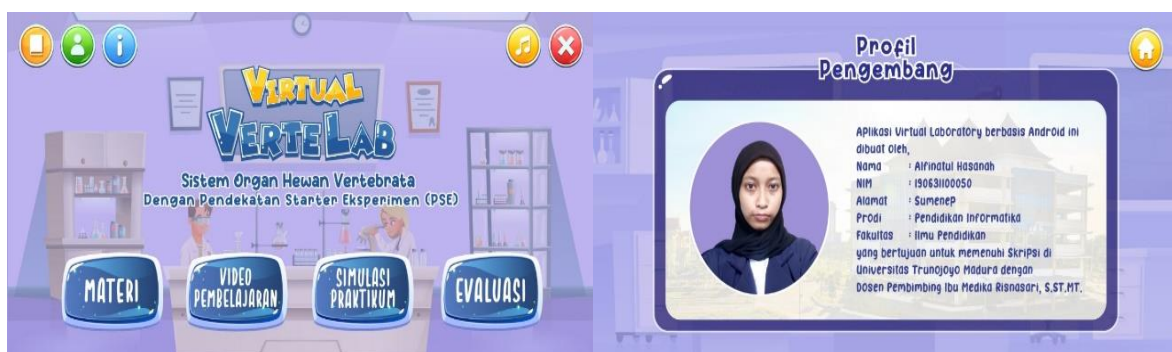 VIRTUAL
VERTELAB
Sistem Organ Hewan Vertebrata
Dengan Pendekatan Starter Eksperimen (PSE)
MATERI
VIDEO
PEMBELAJARAN
SIMULASI
PRAKTIKUM
EVALUASI
Profil
Pengembang
Aplikasi Virtual Laboratory berbasis Android ini
dibuat oleh,
Nama : Alfinatul Hasanah
NIM : 190631100050
Alamat : Sumenep
Prodi : Pendidikan Informatika
Fakultas : Ilmu Pendidikan
yang bertujuan untuk memenuhi Skripsi di
Universitas Trunojoyo Madura dengan
Dosen Pembimbing Ibu Medika Risnasari, S.ST.MT.